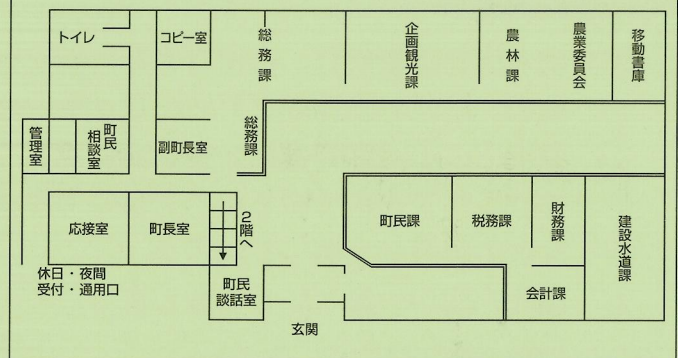 トイレ
コピー室
総務課
企画観光課
農林課
農業委員会
移動書庫
管理室
町民
相談室
副町長室
総務課
応接室
町長室
2階へ
町民課
税務課
財務課
建設水道課
会計課
休日・夜間
受付・通用口
町民
談話室
玄関